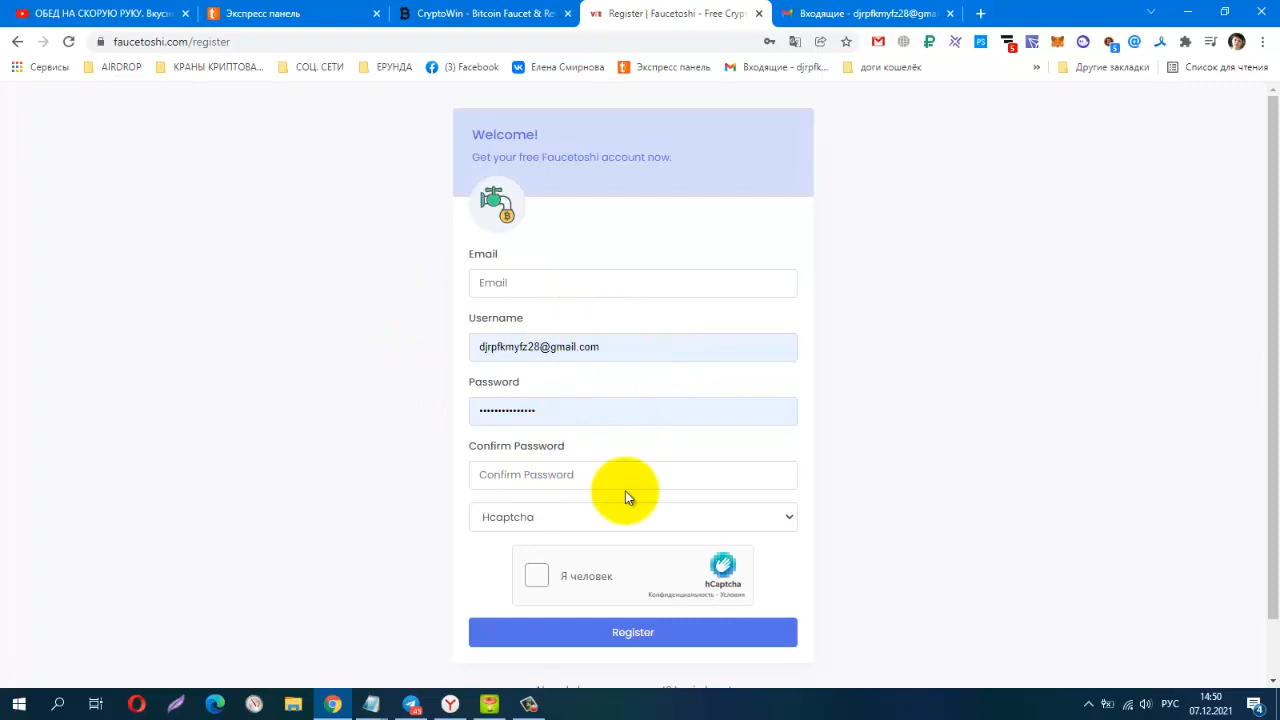 ОБЕД НА СКОРУЮ РУКУ. Вкусн
Экспресс панель
CryptoWin - Bitcoin Faucet & Re
Register | Faucetoshi - Free Cryp
Входящие - djrpfkmyfz28@gmai
faucetoshi.com/register
Сервисы
AIRDROP
КРАНЫ КРИПТОВА...
СОЦ СЕТИ
ЕРУНДА
(3) Facebook
Елена Смирнова
Экспресс панель
Входящие - djrpfk...
доги кошелёк
»
Другие закладки
Список для чтения
Welcome!
Get your free Faucetoshi account now.
Email
Email
Username
djrpfkmyfz28@gmail.com
Password
•••••••••••••••
Confirm Password
Confirm Password
Hcaptcha
Я человек
hCaptcha
Конфиденциальность - Условия
Register
РУС
14:50
07.12.2021